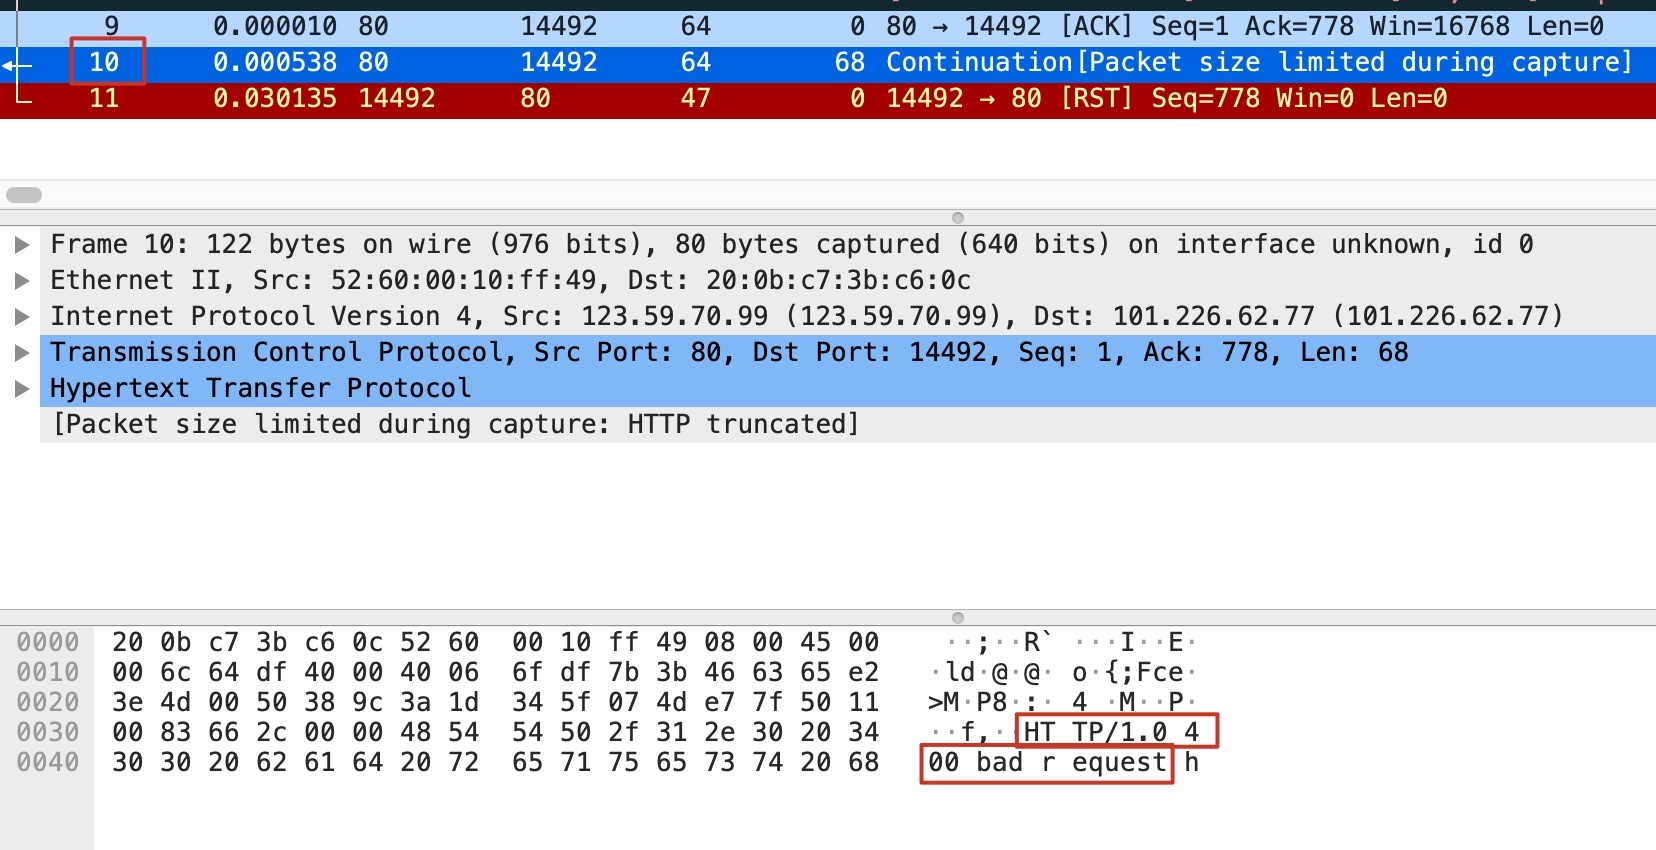 9 0.000010 80 14492 64 0 80 → 14492 [ACK] Seq=1 Ack=778 Win=16768 Len=0
10 0.000538 80 14492 64 68 Continuation[Packet size limited during capture]
11 0.030135 14492 80 47 0 14492 → 80 [RST] Seq=778 Win=0 Len=0
Frame 10: 122 bytes on wire (976 bits), 80 bytes captured (640 bits) on interface unknown, id 0
Ethernet II, Src: 52:60:00:10:ff:49, Dst: 20:0b:c7:3b:c6:0c
Internet Protocol Version 4, Src: 123.59.70.99 (123.59.70.99), Dst: 101.226.62.77 (101.226.62.77)
Transmission Control Protocol, Src Port: 80, Dst Port: 14492, Seq: 1, Ack: 778, Len: 68
Hypertext Transfer Protocol
[Packet size limited during capture: HTTP truncated]
0000 20 0b c7 3b c6 0c 52 60 00 10 ff 49 08 00 45 00 ··;··R` ···I··E·
0010 00 6c 64 df 40 00 40 06 6f df 7b 3b 46 63 65 e2 ·ld·@·@· o·{;Fce·
0020 3e 4d 00 50 38 9c 3a 1d 34 5f 07 4d e7 7f 50 11 >M·P8·:· 4_·M··P·
0030 00 83 66 2c 00 00 48 54 54 50 2f 31 2e 30 20 34 ··f,··HT TP/1.0 4
0040 30 30 20 62 61 64 20 72 65 71 75 65 73 74 20 68 00 bad r equest h